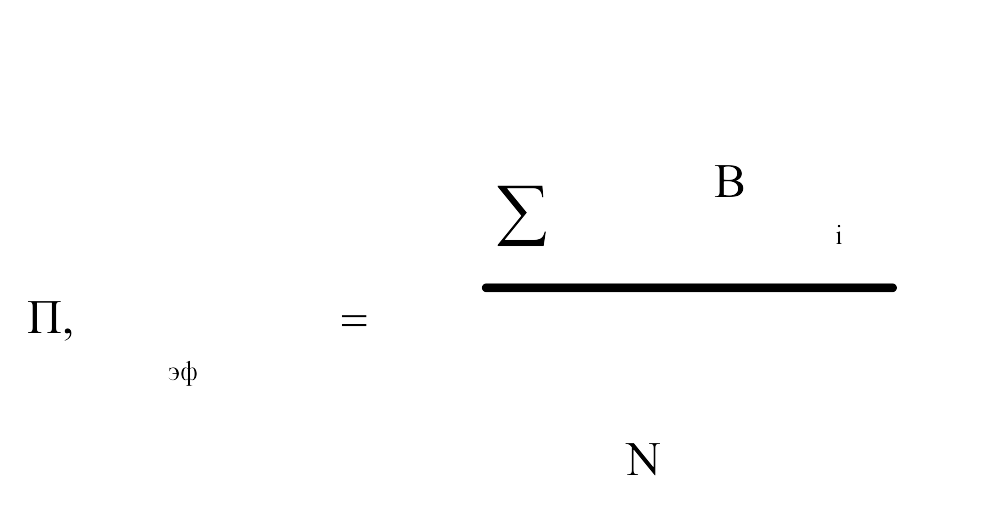 ∑ В i
П, эф =
N